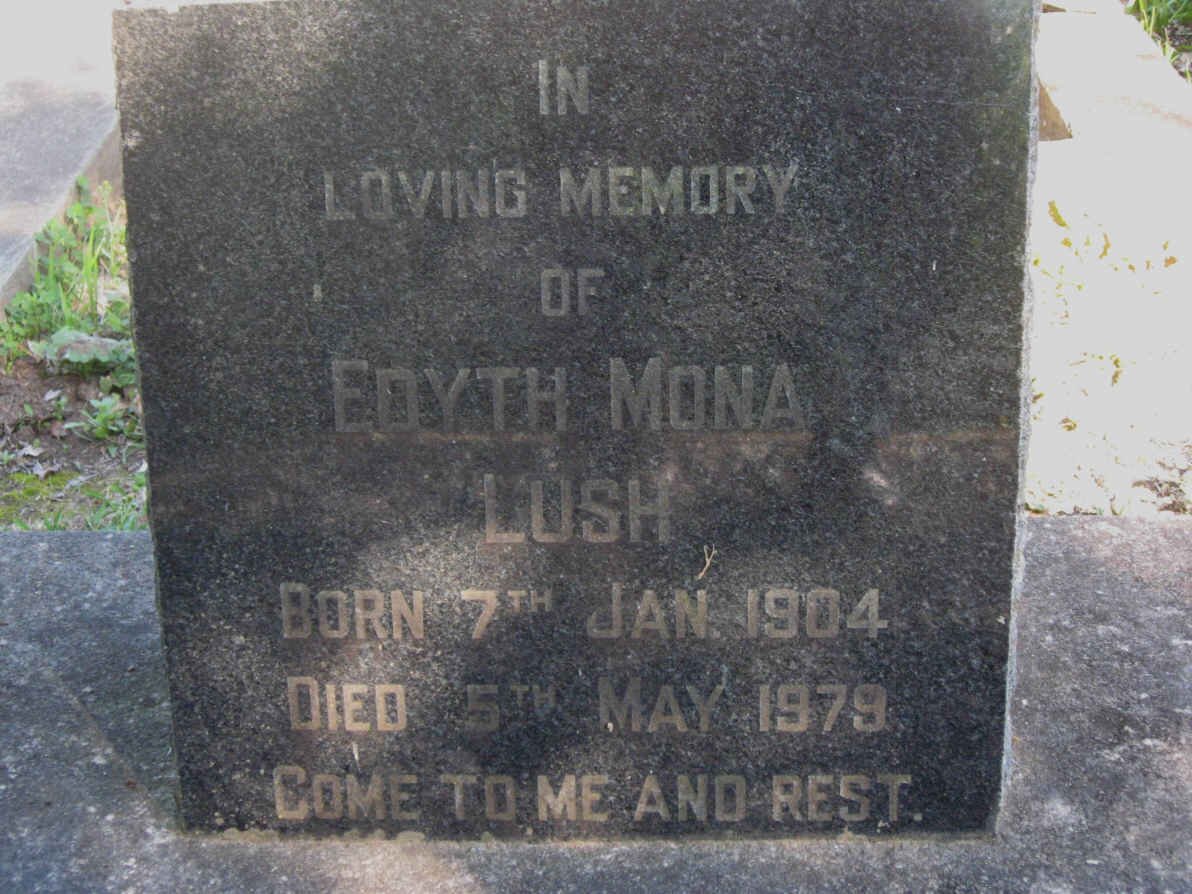 IN
LOVING MEMORY
OF
EDYTH MONA
LUSH
BORN 7TH JAN. 1904
DIED 5TH MAY 1979
COME TO ME AND REST.